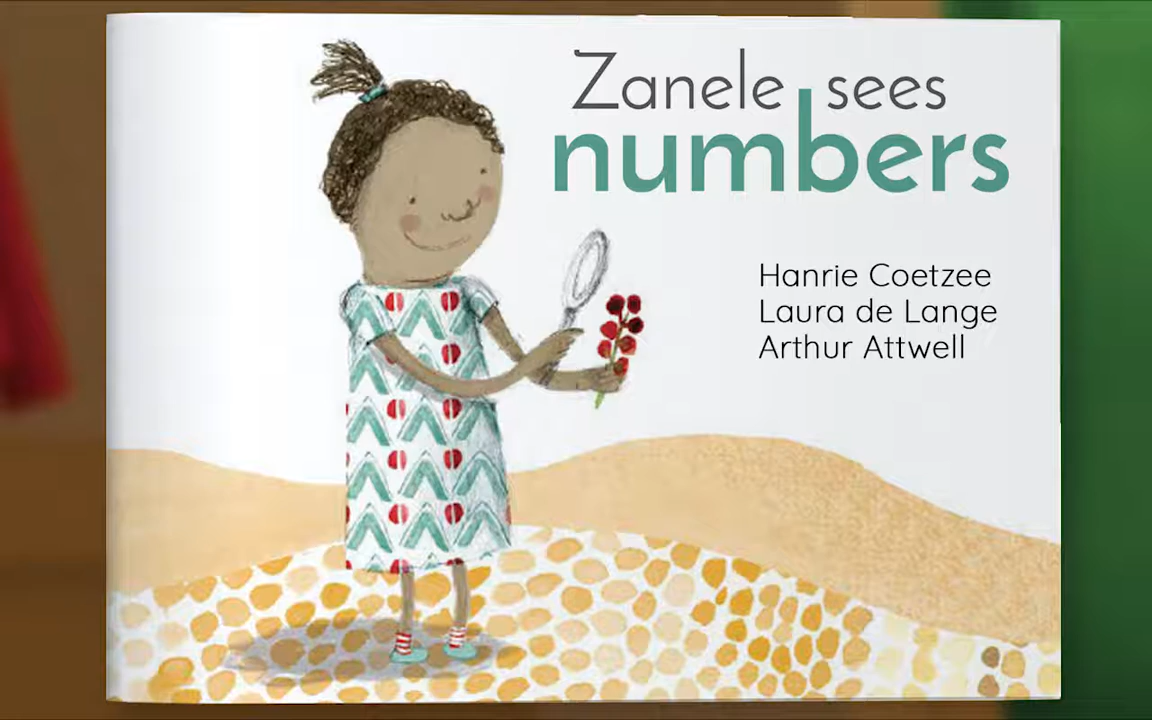 Zanele sees
numbers
Hanrie Coetzee
Laura de Lange
Arthur Attwell